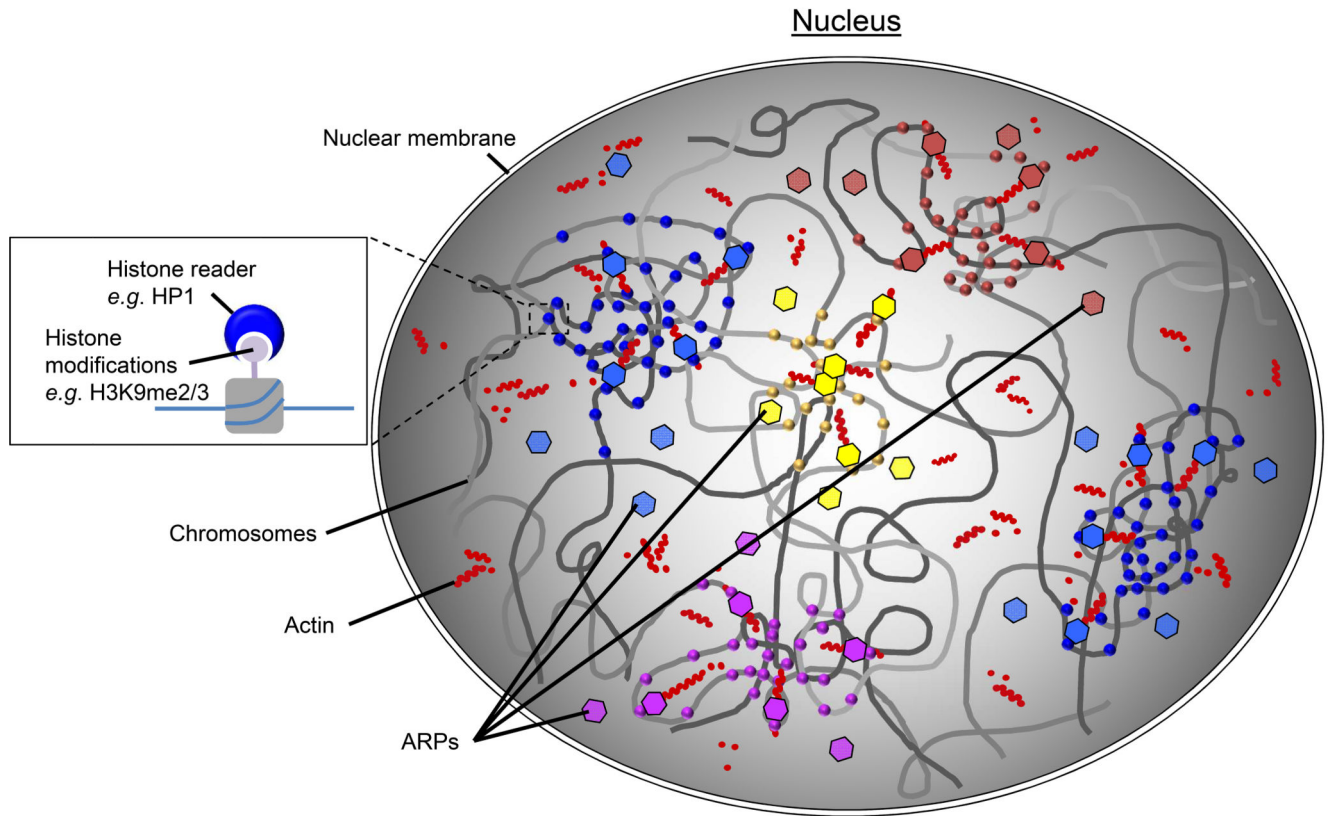 Nucleus
Nuclear membrane
Histone reader
e.g. HP1
Histone
modifications
e.g. H3K9me2/3
Chromosomes
Actin
ARPs